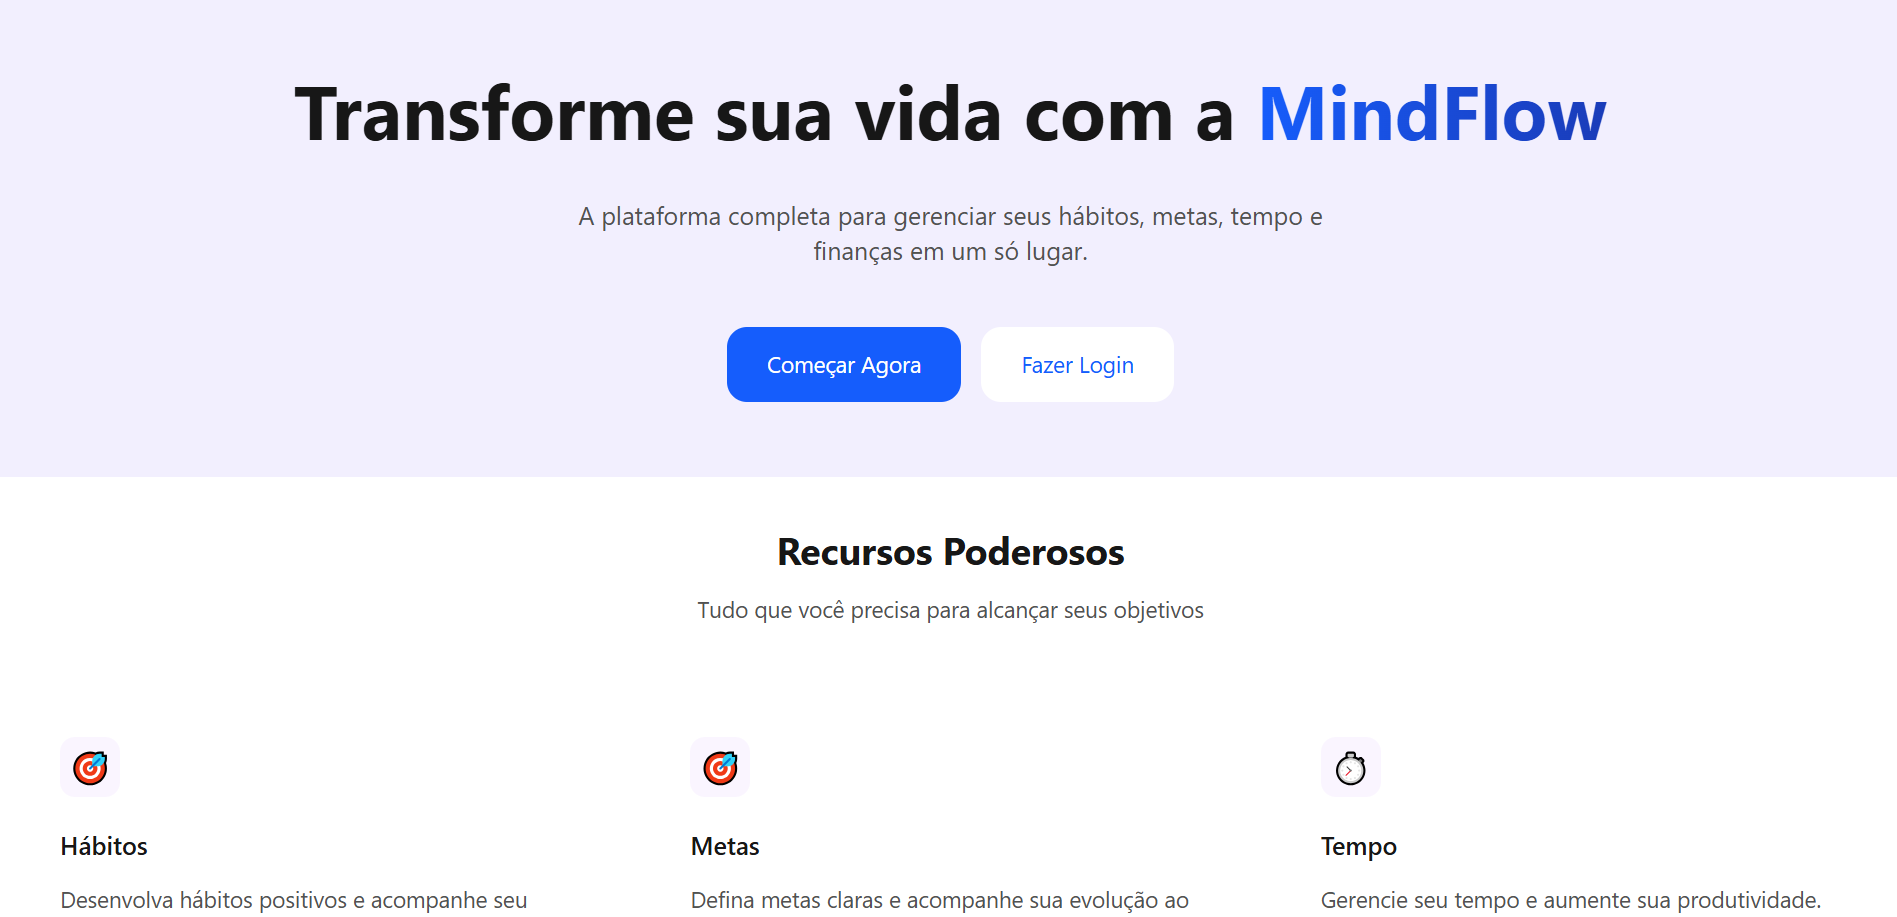 Transforme sua vida com a MindFlow
A plataforma completa para gerenciar seus hábitos, metas, tempo e
finanças em um só lugar.
Começar Agora
Fazer Login
Recursos Poderosos
Tudo que você precisa para alcançar seus objetivos
Hábitos
Desenvolva hábitos positivos e acompanhe seu
Metas
Defina metas claras e acompanhe sua evolução ao
Tempo
Gerencie seu tempo e aumente sua produtividade.